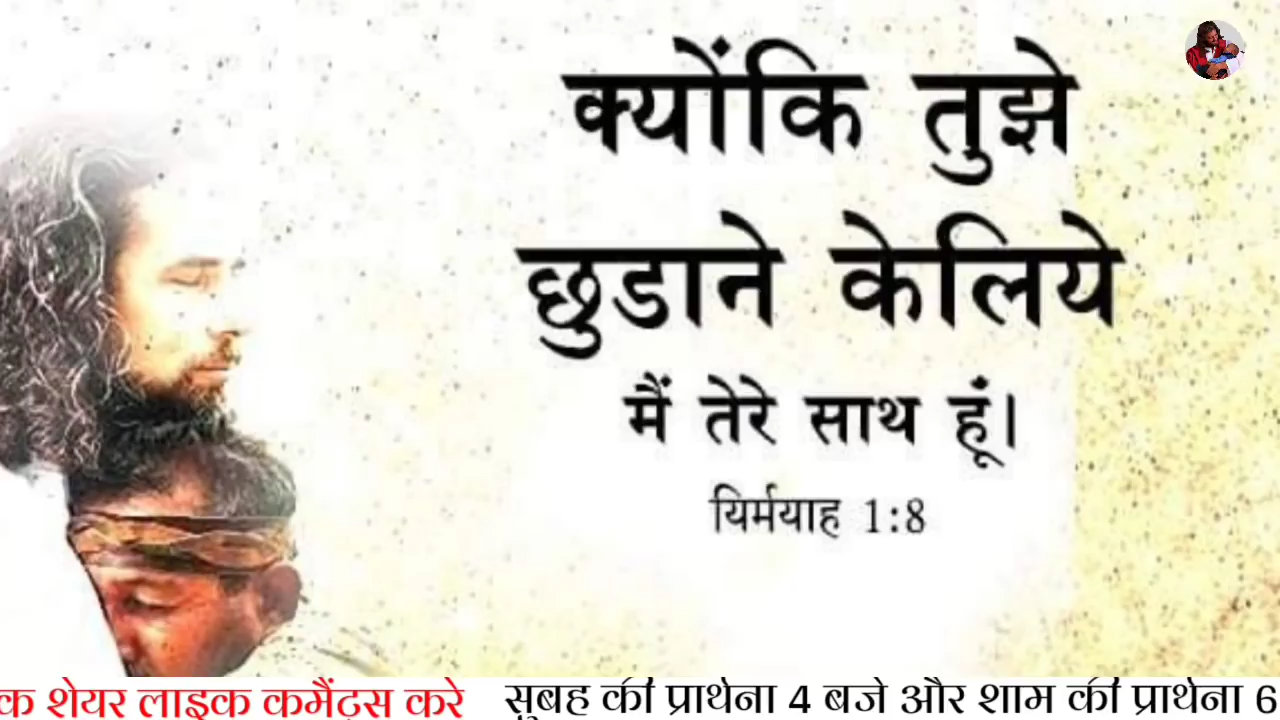 क्योंकि तुझे
छुडाने केलिये
मैं तेरे साथ हूं।
यिर्मयाह 1:8
क शेयर लाइक कमैंट्स करे सुबह की प्रार्थना 4 बजे और शाम की प्रार्थना 6